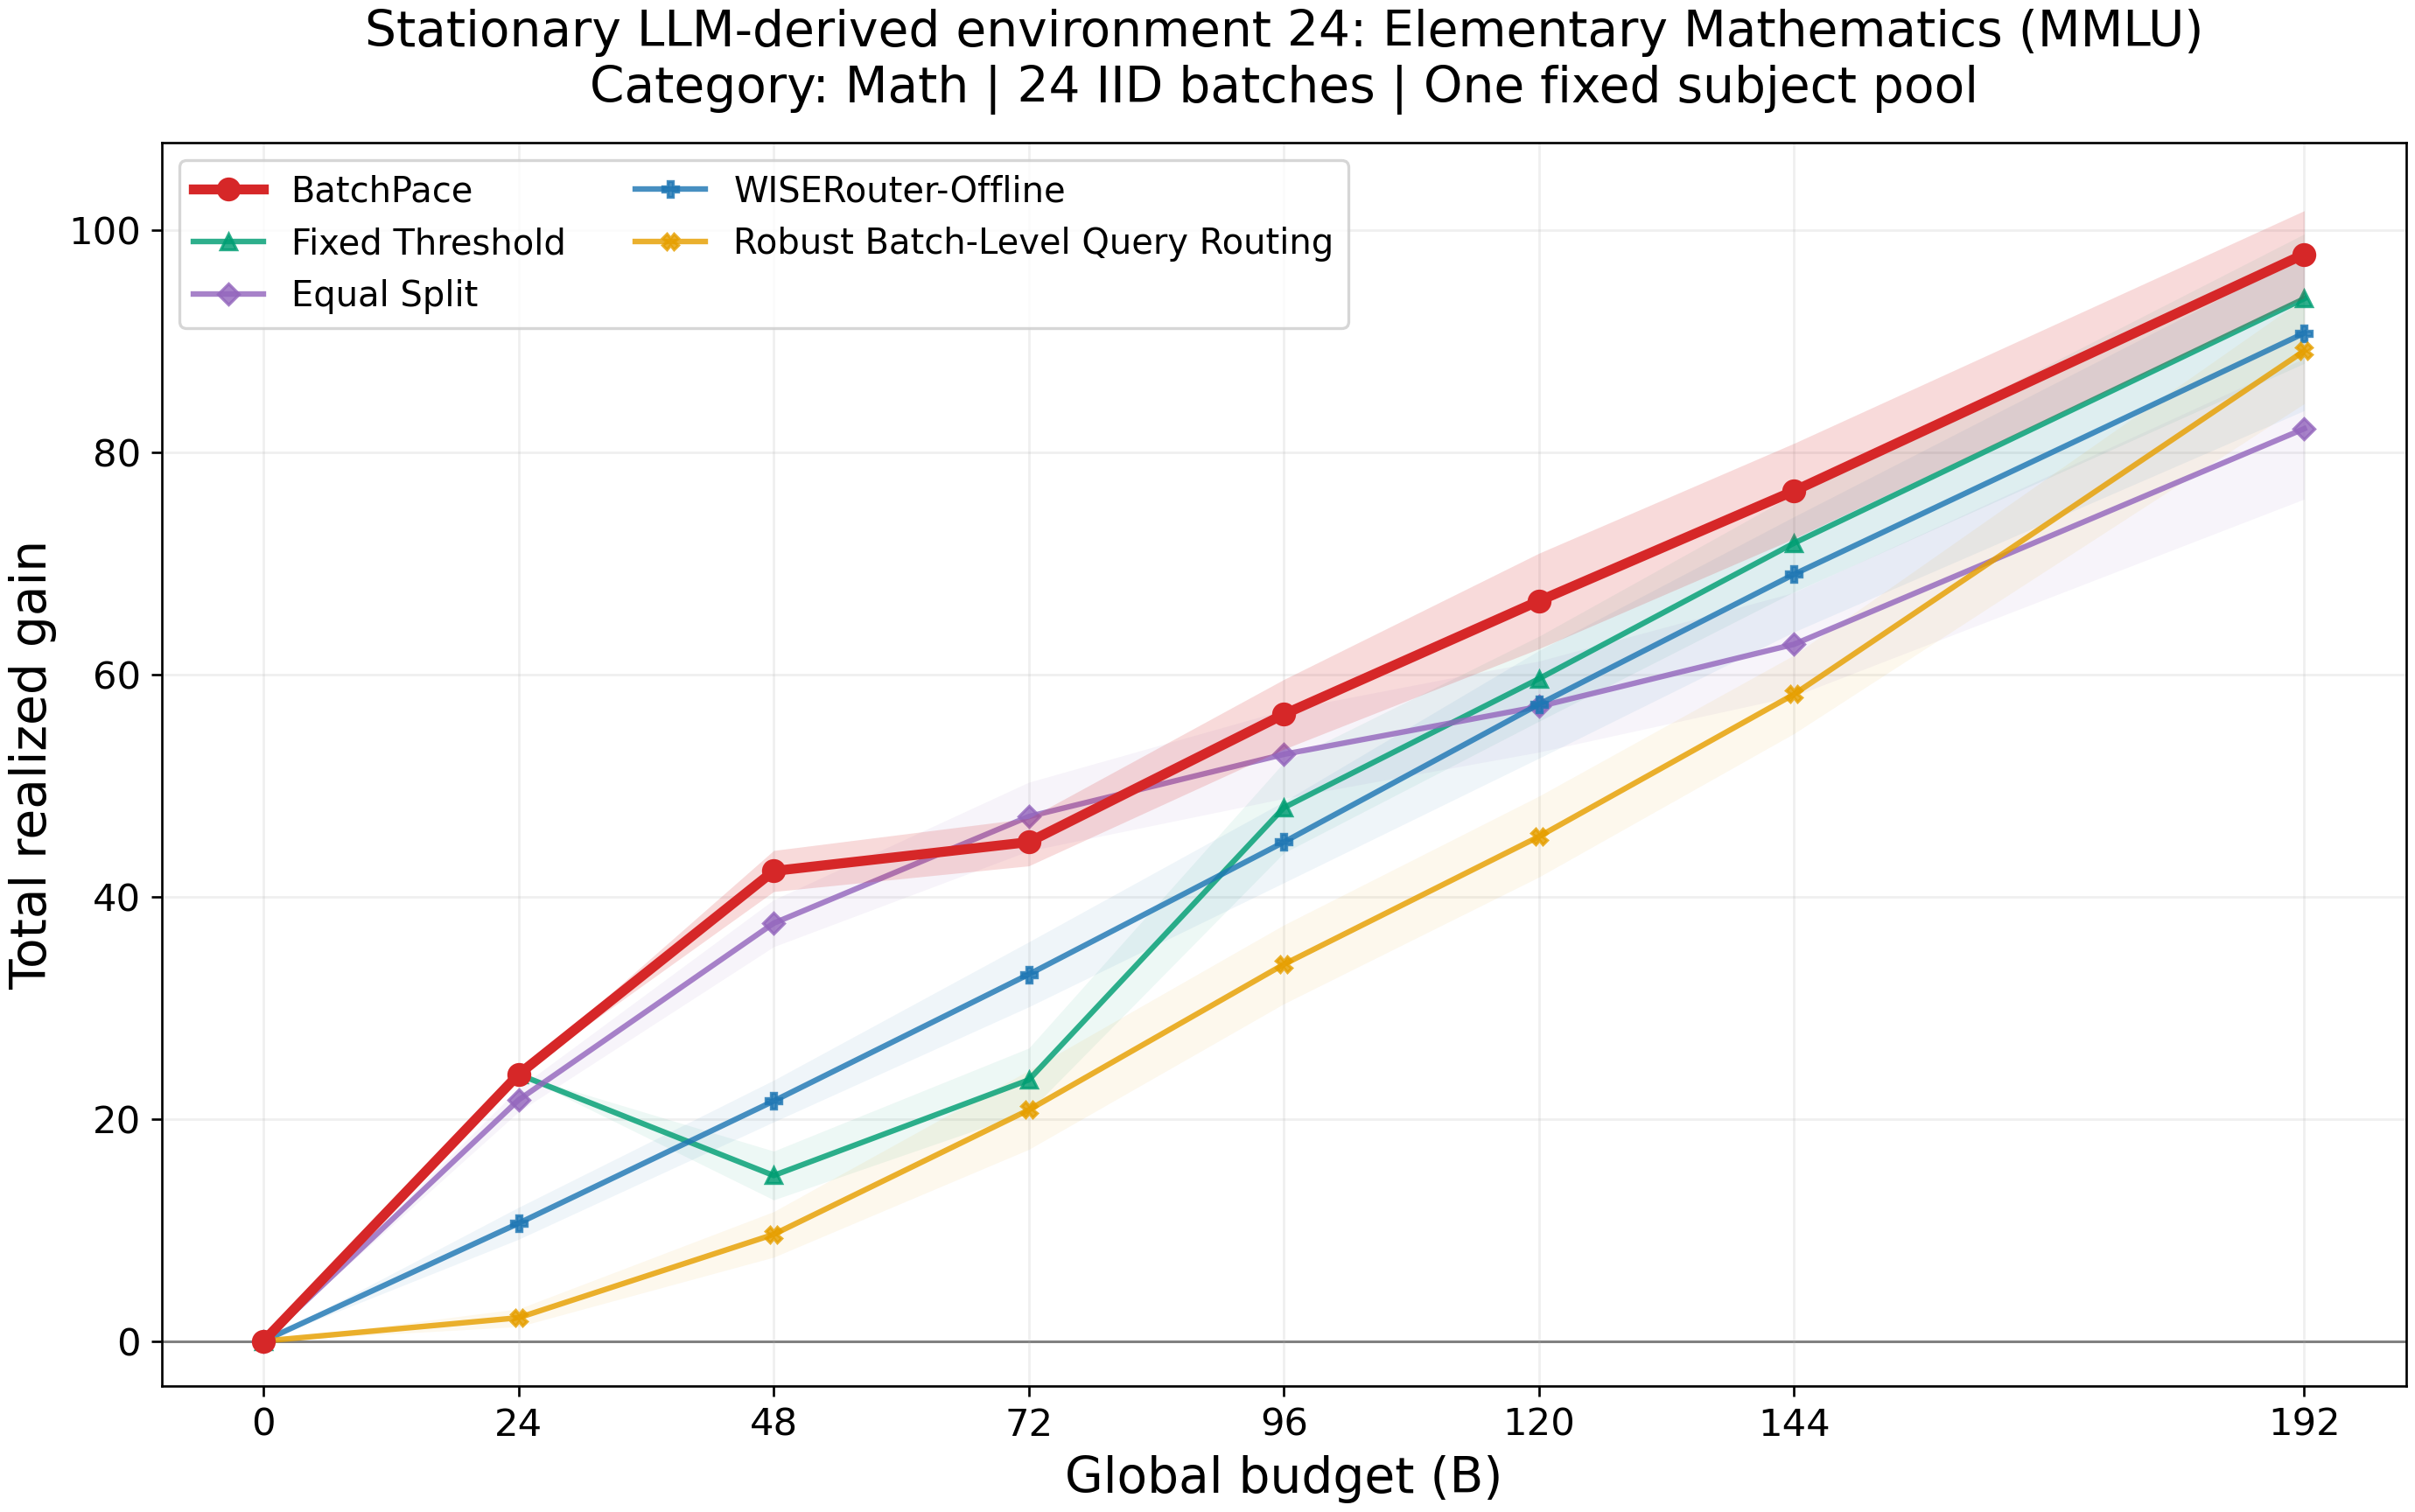 Stationary LLM-derived environment 24: Elementary Mathematics (MMLU)
Category: Math | 24 IID batches | One fixed subject pool
BatchPace
Fixed Threshold
Equal Split
WISERouter-Offline
Robust Batch-Level Query Routing
Total realized gain
100
80
60
40
20
0
0 24 48 72 96 120 144 192
Global budget (B)